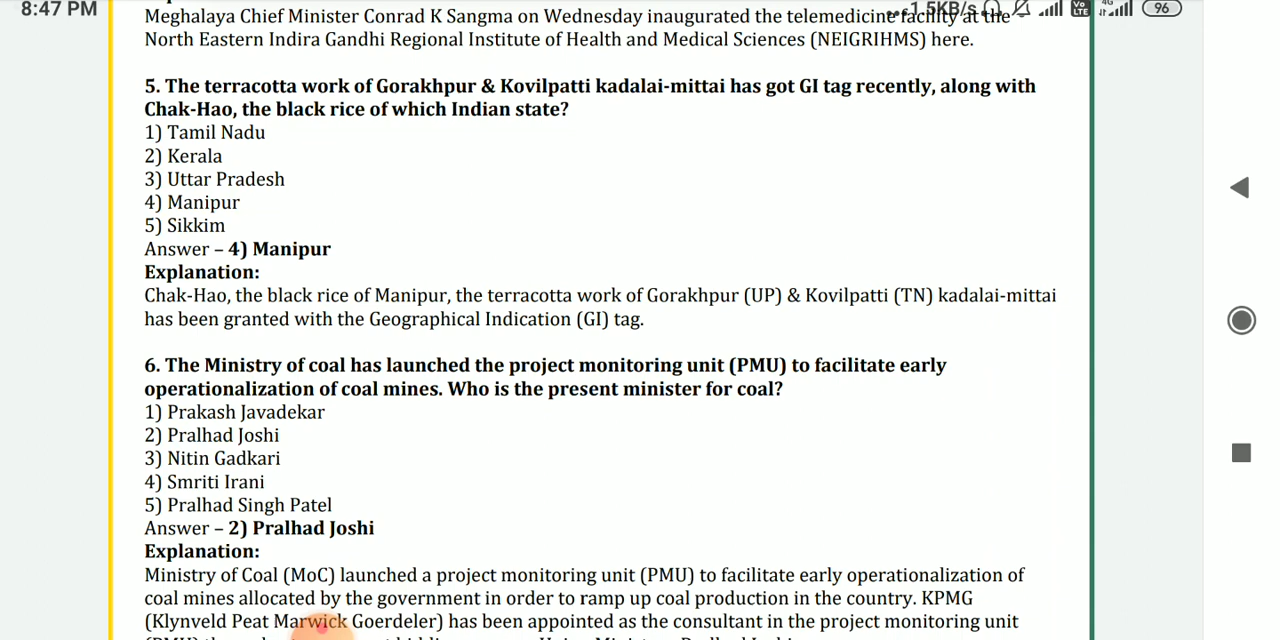 8:47 PM
1.5KB/s
Vo
LTE
4G
96
Meghalaya Chief Minister Conrad K Sangma on Wednesday inaugurated the telemedicine facility at the
North Eastern Indira Gandhi Regional Institute of Health and Medical Sciences (NEIGRIHMS) here.
5. The terracotta work of Gorakhpur & Kovilpatti kadalai-mittai has got GI tag recently, along with
Chak-Hao, the black rice of which Indian state?
1) Tamil Nadu
2) Kerala
3) Uttar Pradesh
4) Manipur
5) Sikkim
Answer – 4) Manipur
Explanation:
Chak-Hao, the black rice of Manipur, the terracotta work of Gorakhpur (UP) & Kovilpatti (TN) kadalai-mittai
has been granted with the Geographical Indication (GI) tag.
6. The Ministry of coal has launched the project monitoring unit (PMU) to facilitate early
operationalization of coal mines. Who is the present minister for coal?
1) Prakash Javadekar
2) Pralhad Joshi
3) Nitin Gadkari
4) Smriti Irani
5) Pralhad Singh Patel
Answer – 2) Pralhad Joshi
Explanation:
Ministry of Coal (MoC) launched a project monitoring unit (PMU) to facilitate early operationalization of
coal mines allocated by the government in order to ramp up coal production in the country. KPMG
(Klynveld Peat Marwick Goerdeler) has been appointed as the consultant in the project monitoring unit